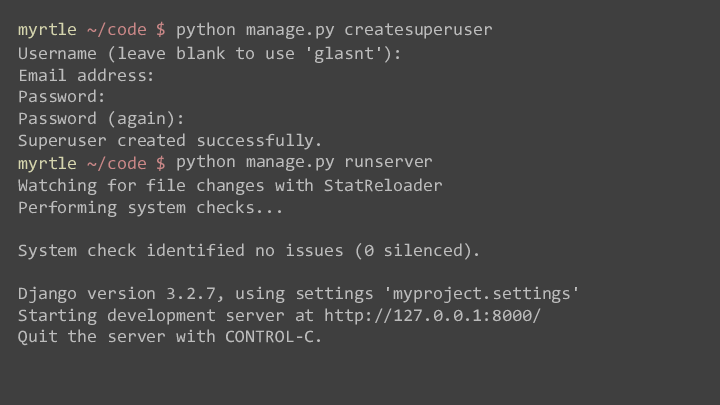 myrtle ~/code $ python manage.py createsuperuser
Username (leave blank to use 'glasnt'):
Email address:
Password:
Password (again):
Superuser created successfully.
myrtle ~/code $ python manage.py runserver
Watching for file changes with StatReloader
Performing system checks...
System check identified no issues (0 silenced).
Django version 3.2.7, using settings 'myproject.settings'
Starting development server at http://127.0.0.1:8000/
Quit the server with CONTROL-C.